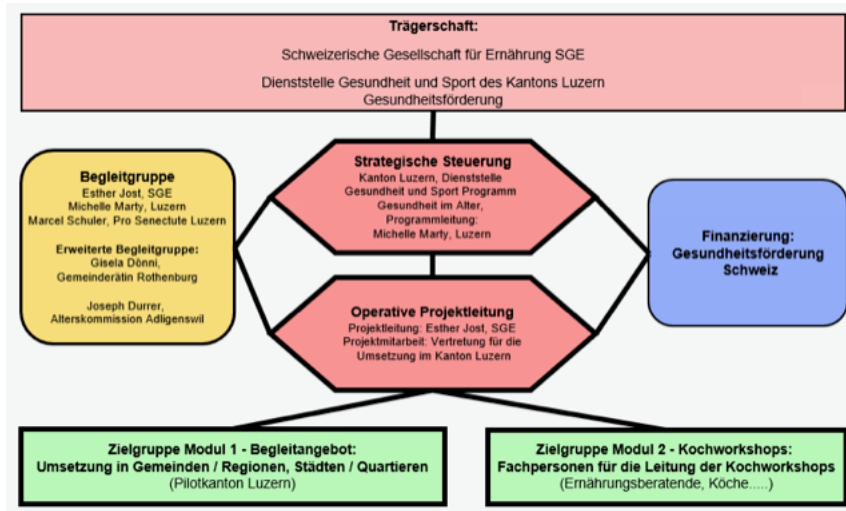 Trägerschaft:
Schweizerische Gesellschaft für Ernährung SGE
Dienststelle Gesundheit und Sport des Kantons Luzern
Gesundheitsförderung
Begleitgruppe
Esther Jost, SGE
Michelle Marty, Luzern
Marcel Schuler, Pro Senectute Luzern
Erweiterte Begleitgruppe:
Gisela Dönni,
Gemeinderätin Rothenburg
Joseph Durrer,
Alterskommission Adligenswil
Strategische Steuerung
Kanton Luzern, Dienststelle
Gesundheit und Sport Programm
Gesundheit im Alter,
Programmleitung:
Michelle Marty, Luzern
Finanzierung:
Gesundheitsförderung
Schweiz
Operative Projektleitung
Projektleitung: Esther Jost, SGE
Projektmitarbeit: Vertretung für die
Umsetzung im Kanton Luzern
Zielgruppe Modul 1 - Begleitangebot:
Umsetzung in Gemeinden / Regionen, Städten / Quartieren
(Pilotkanton Luzern)
Zielgruppe Modul 2 - Kochworkshops:
Fachpersonen für die Leitung der Kochworkshops
(Ernährungsberatende, Köche.....)